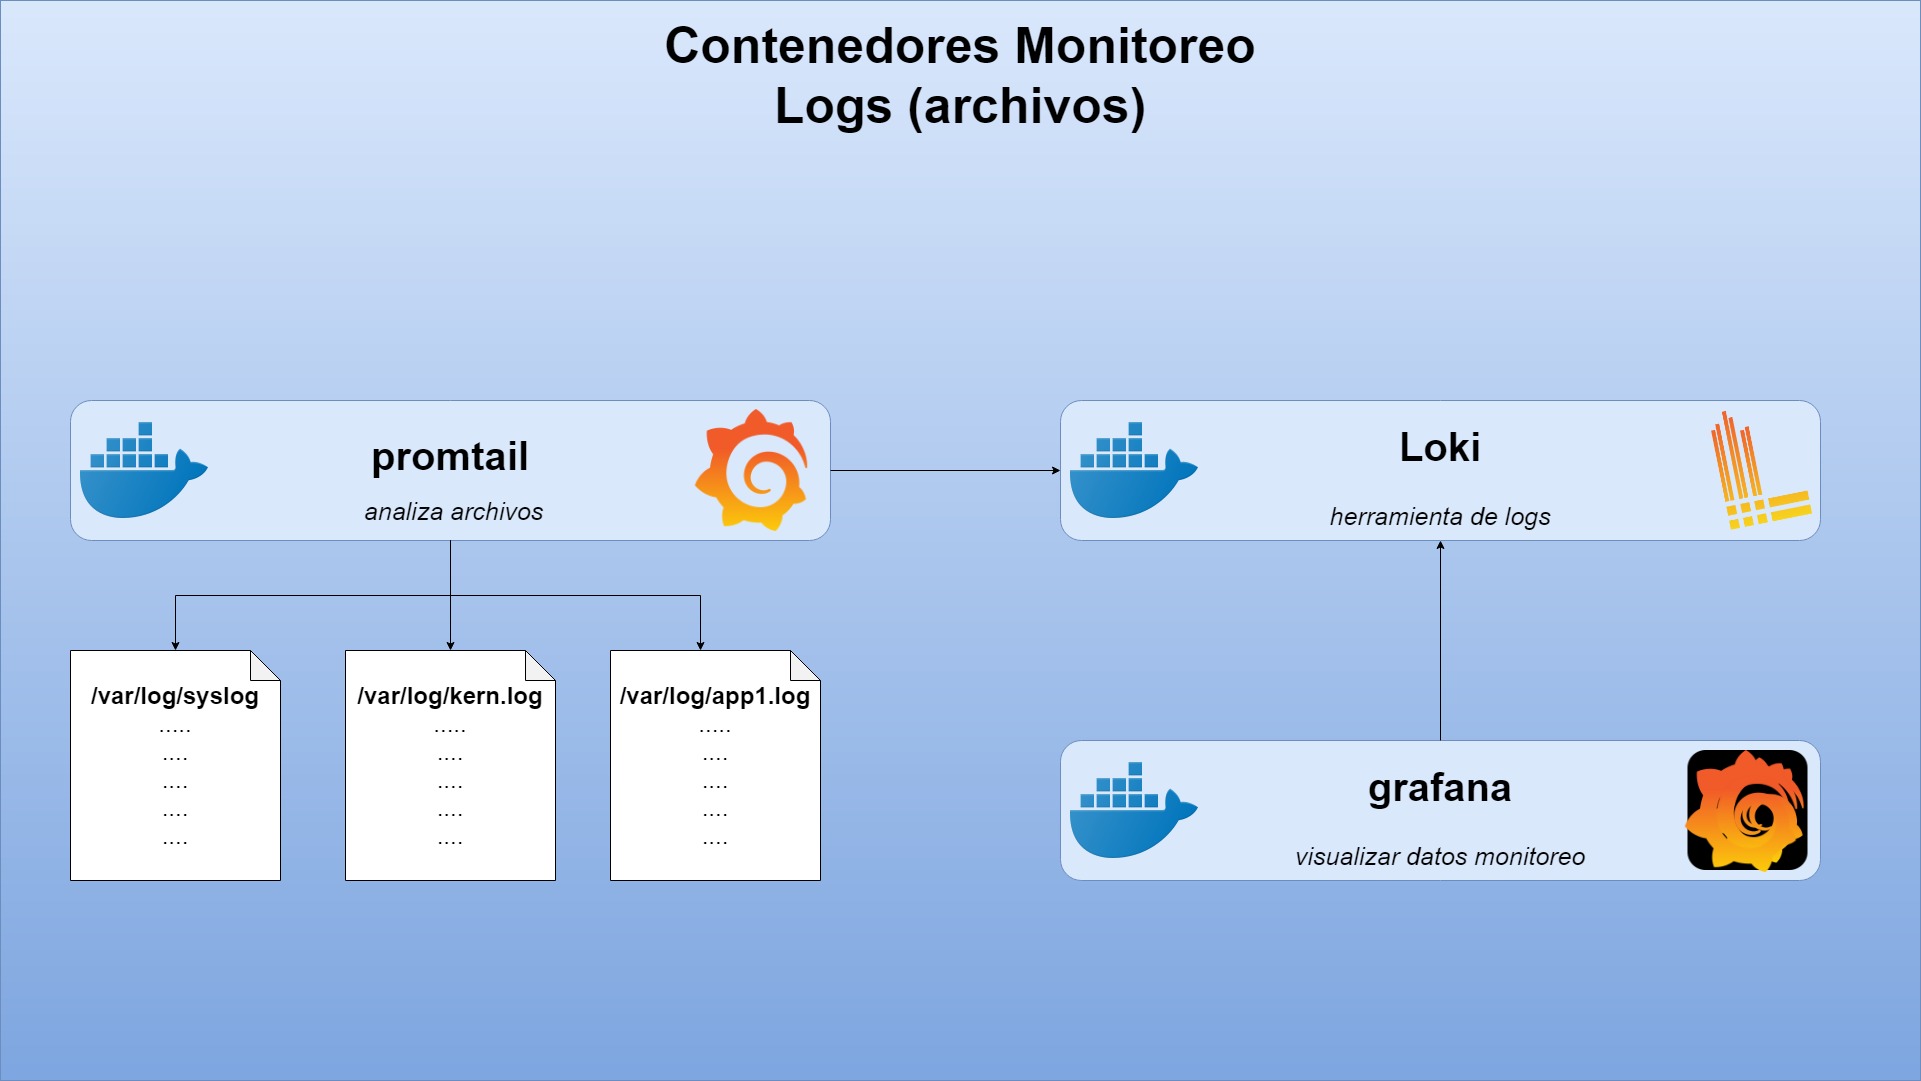 Contenedores Monitoreo
Logs (archivos)
promtail
analiza archivos
Loki
herramienta de logs
/var/log/syslog
.....
....
....
....
....
/var/log/kern.log
.....
....
....
....
....
/var/log/app1.log
.....
....
....
....
....
grafana
visualizar datos monitoreo